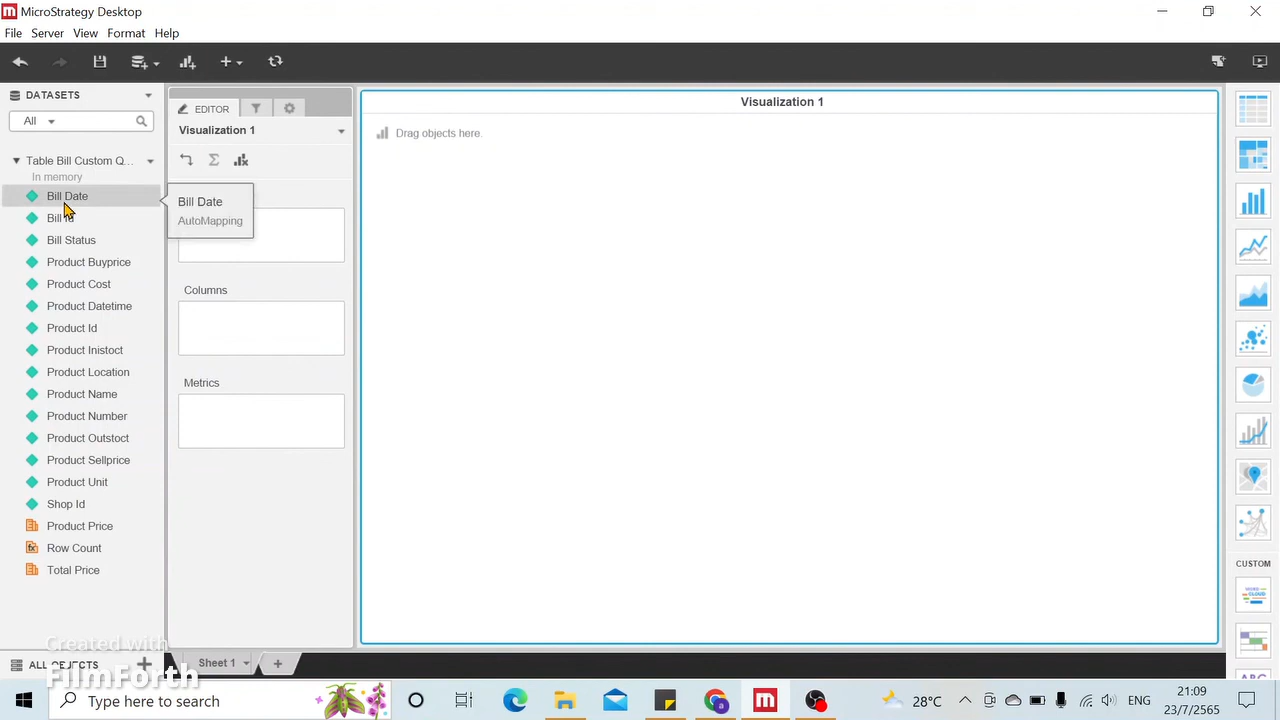 MicroStrategy Desktop
File Server View Format Help
DATASETS
All
Table Bill Custom Q...
In memory
Bill Date
Bill Id
Bill Status
Product Buyprice
Product Cost
Product Datetime
Product Id
Product Inistoct
Product Location
Product Name
Product Number
Product Outstoct
Product Sellprice
Product Unit
Shop Id
Product Price
Row Count
Total Price
ALL OBJECTS
EDITOR
Visualization 1
Bill Date
AutoMapping
Columns
Metrics
Visualization 1
Drag objects here.
CUSTOM
Sheet 1
Created with
FilmForth
Type here to search
28°C
ENG
21:09
23/7/2565